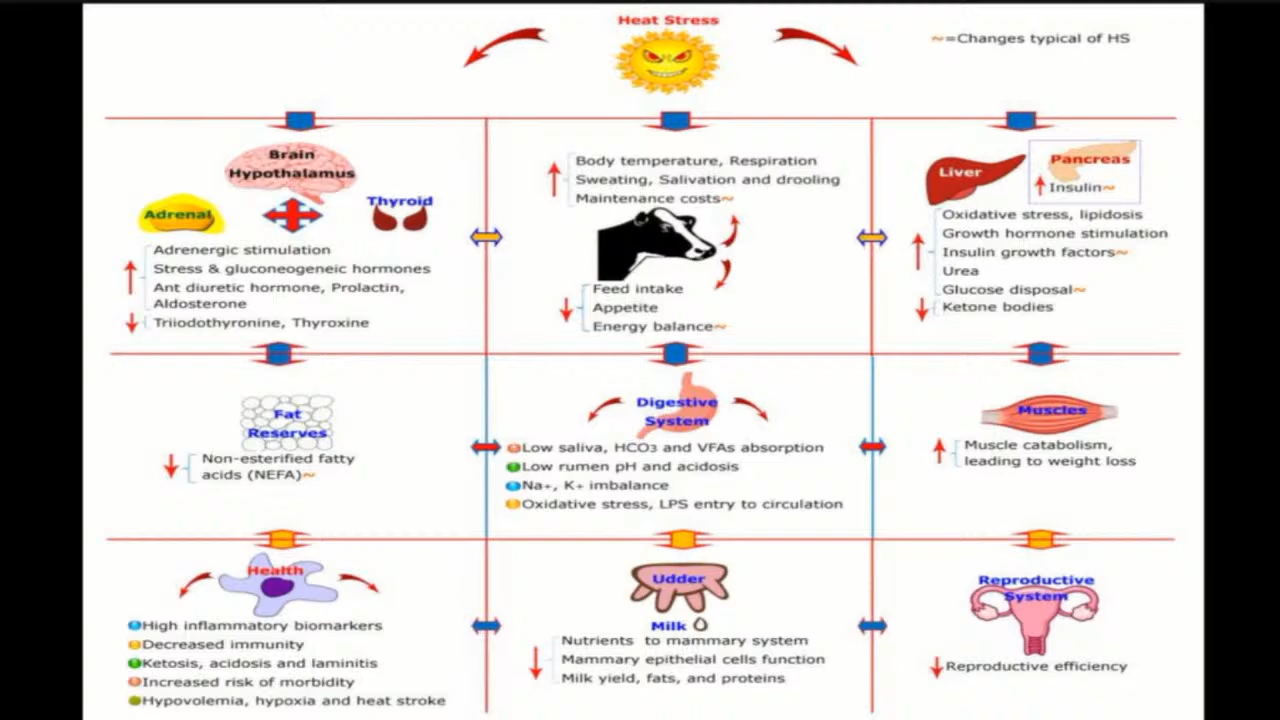 Heat Stress
~=Changes typical of HS
Brain
Hypothalamus
Adrenal
Thyroid
Adrenergic stimulation
Stress & gluconeogeneic hormones
Ant diuretic hormone, Prolactin,
Aldosterone
Triiodothyronine, Thyroxine
Body temperature, Respiration
Sweating, Salivation and drooling
Maintenance costs~
Feed intake
Appetite
Energy balance~
Liver
Pancreas
Insulin~
Oxidative stress, lipidosis
Growth hormone stimulation
Insulin growth factors~
Urea
Glucose disposal~
Ketone bodies
Fat
Reserves
Non-esterified fatty
acids (NEFA)~
Digestive
System
Low saliva, HCO3 and VFAs absorption
Low rumen pH and acidosis
Na+, K+ imbalance
Oxidative stress, LPS entry to circulation
Muscles
Muscle catabolism,
leading to weight loss
Health
High inflammatory biomarkers
Decreased immunity
Ketosis, acidosis and laminitis
Increased risk of morbidity
Hypovolemia, hypoxia and heat stroke
Udder
Milk
Nutrients to mammary system
Mammary epithelial cells function
Milk yield, fats, and proteins
Reproductive
System
Reproductive efficiency